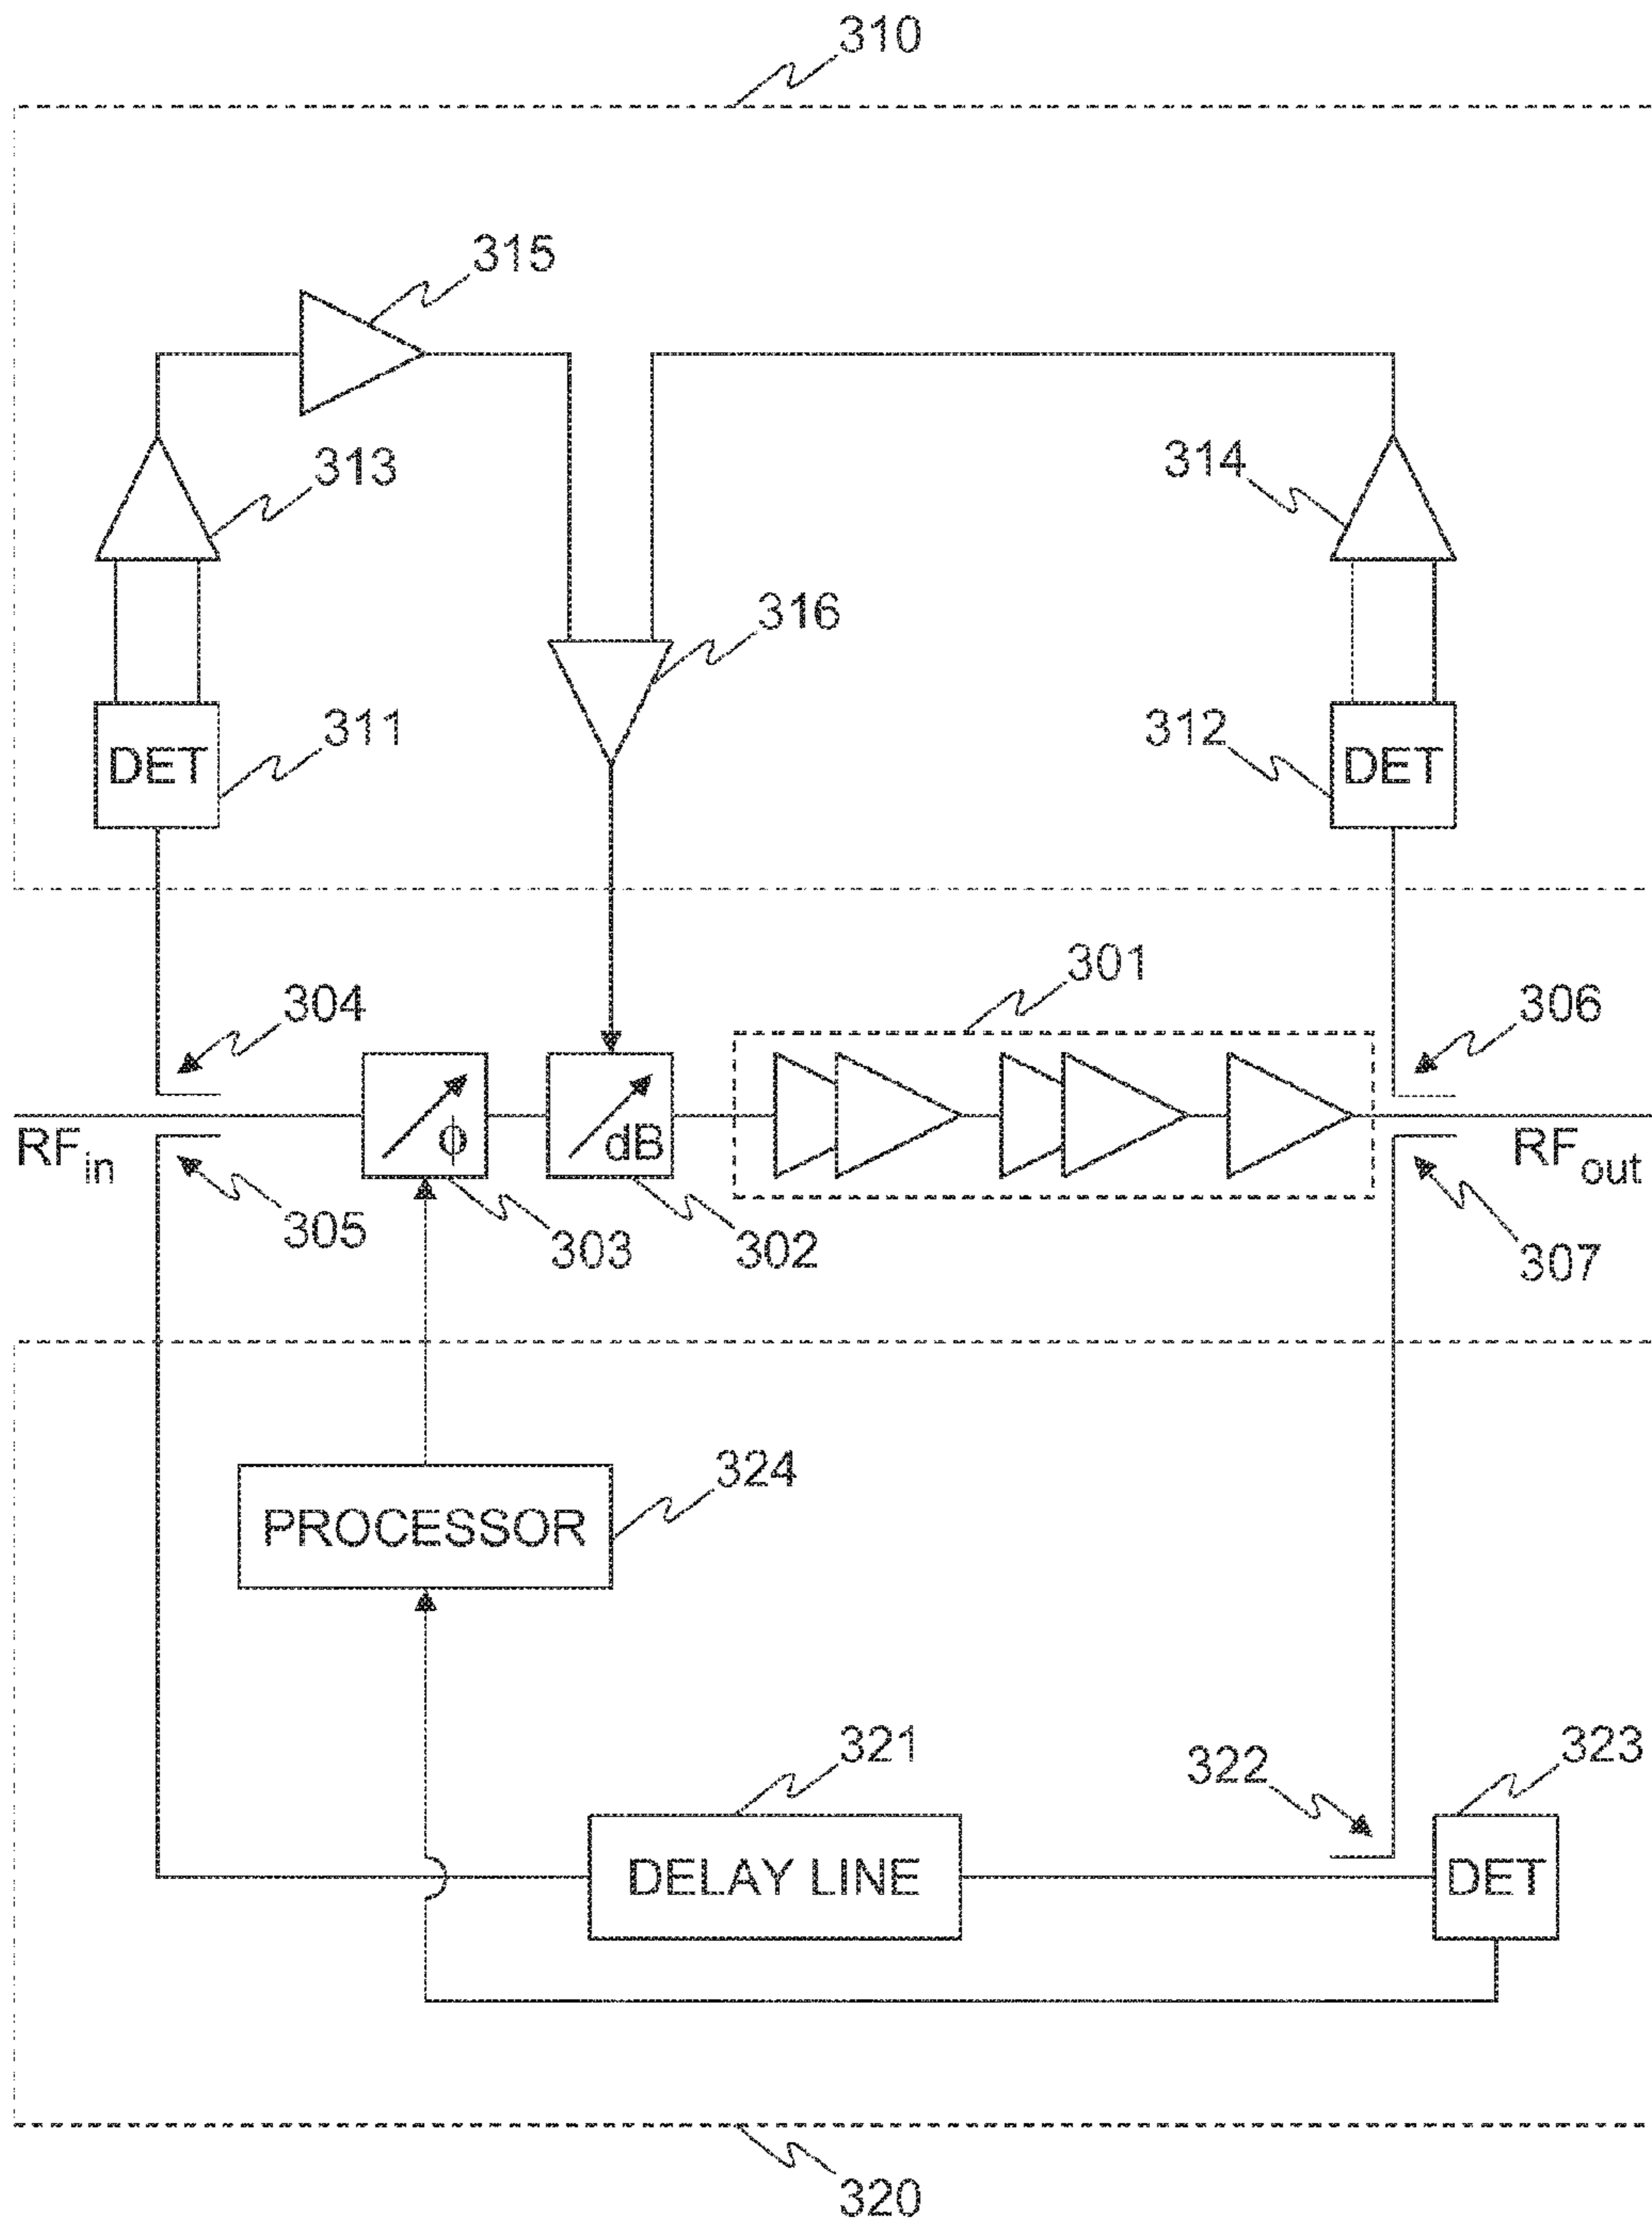 310
315
313
314
316
311
DET
312
DET
301
304
306
RFin
ϕ
dB
RFout
305
303
302
307
324
PROCESSOR
321
322
323
DELAY LINE
DET
320